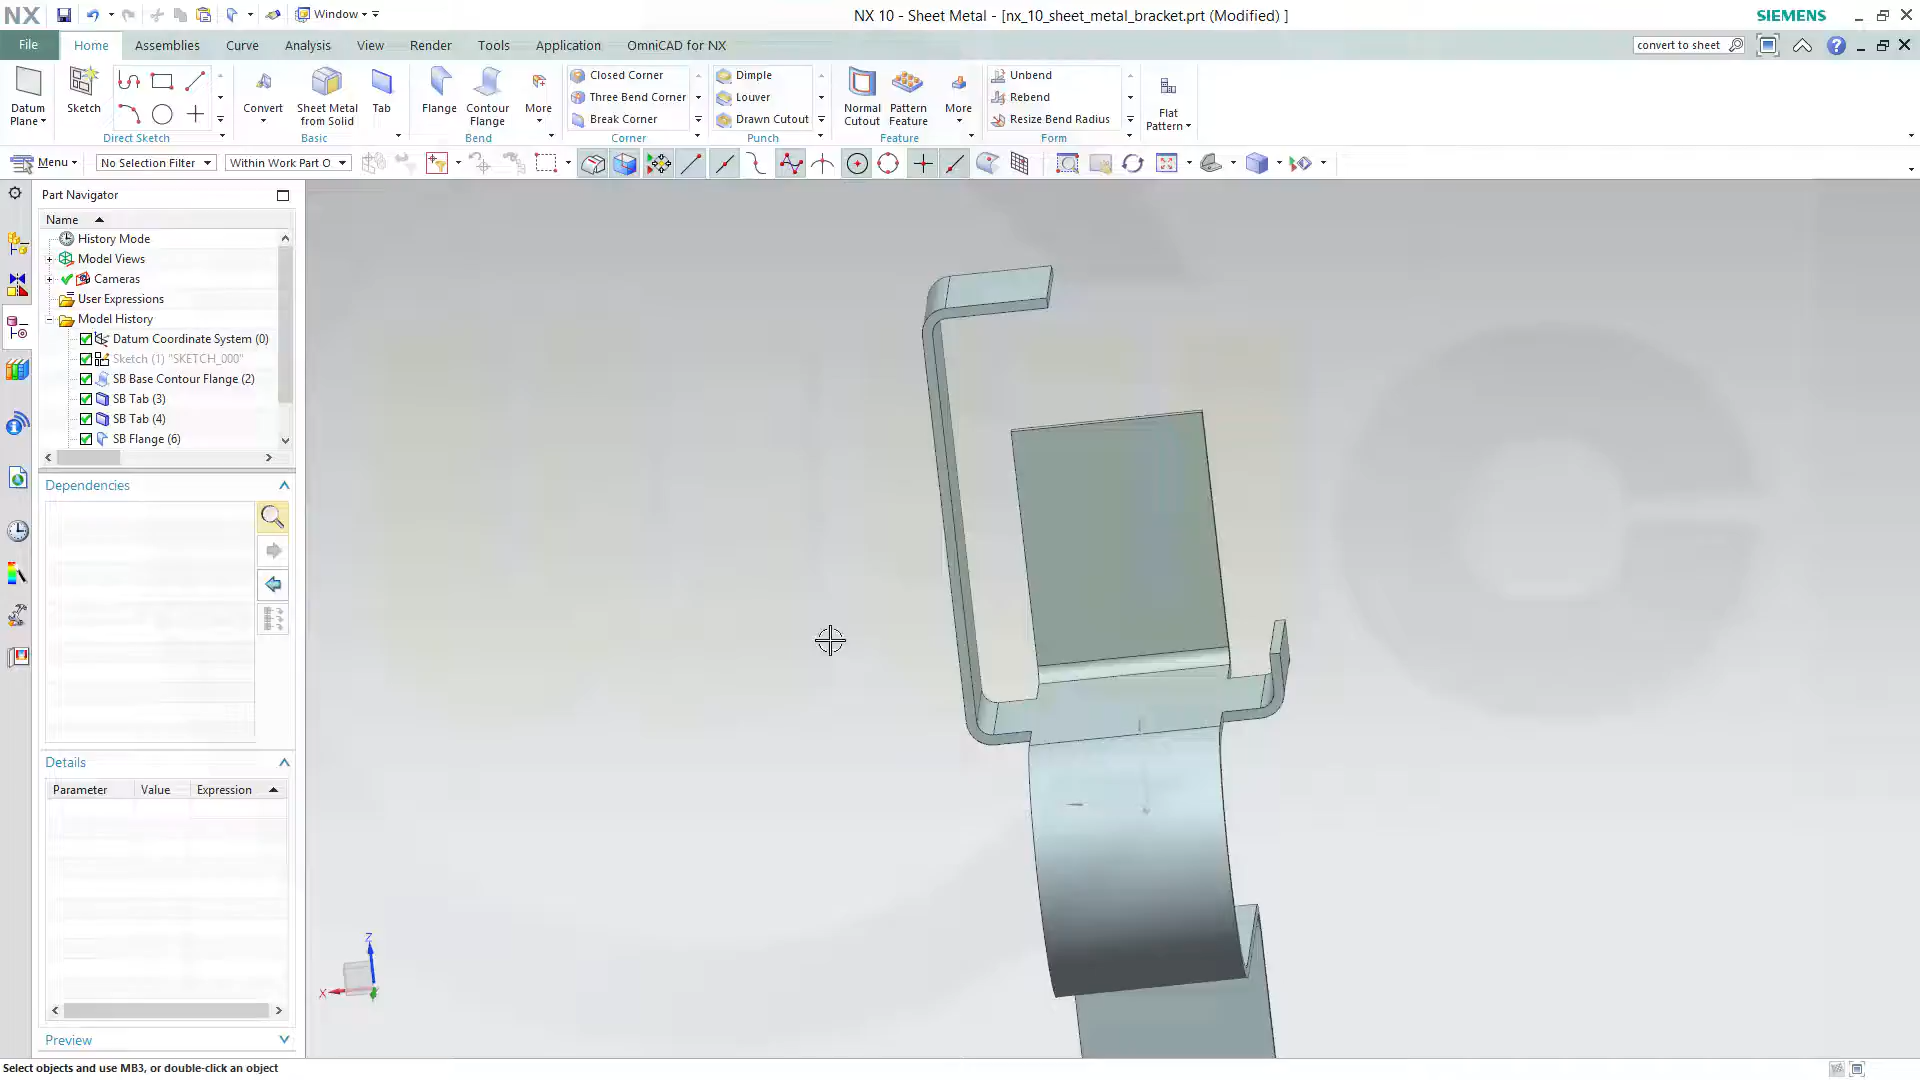 NX
Window
NX 10 - Sheet Metal - [nx_10_sheet_metal_bracket.prt (Modified) ]
SIEMENS
File
Home
Assemblies
Curve
Analysis
View
Render
Tools
Application
OmniCAD for NX
convert to sheet
Datum Plane
Sketch
Direct Sketch
Convert
Sheet Metal from Solid
Tab
Basic
Flange
Contour Flange
More
Bend
Closed Corner
Three Bend Corner
Break Corner
Corner
Dimple
Louver
Drawn Cutout
Punch
Normal Cutout
Pattern Feature
More
Feature
Unbend
Rebend
Resize Bend Radius
Form
Flat Pattern
Menu
No Selection Filter
Within Work Part O
Part Navigator
Name
History Mode
Model Views
Cameras
User Expressions
Model History
Datum Coordinate System (0)
Sketch (1) "SKETCH_000"
SB Base Contour Flange (2)
SB Tab (3)
SB Tab (4)
SB Flange (6)
Dependencies
Details
Parameter Value Expression
Preview
Z
X
Select objects and use MB3, or double-click an object